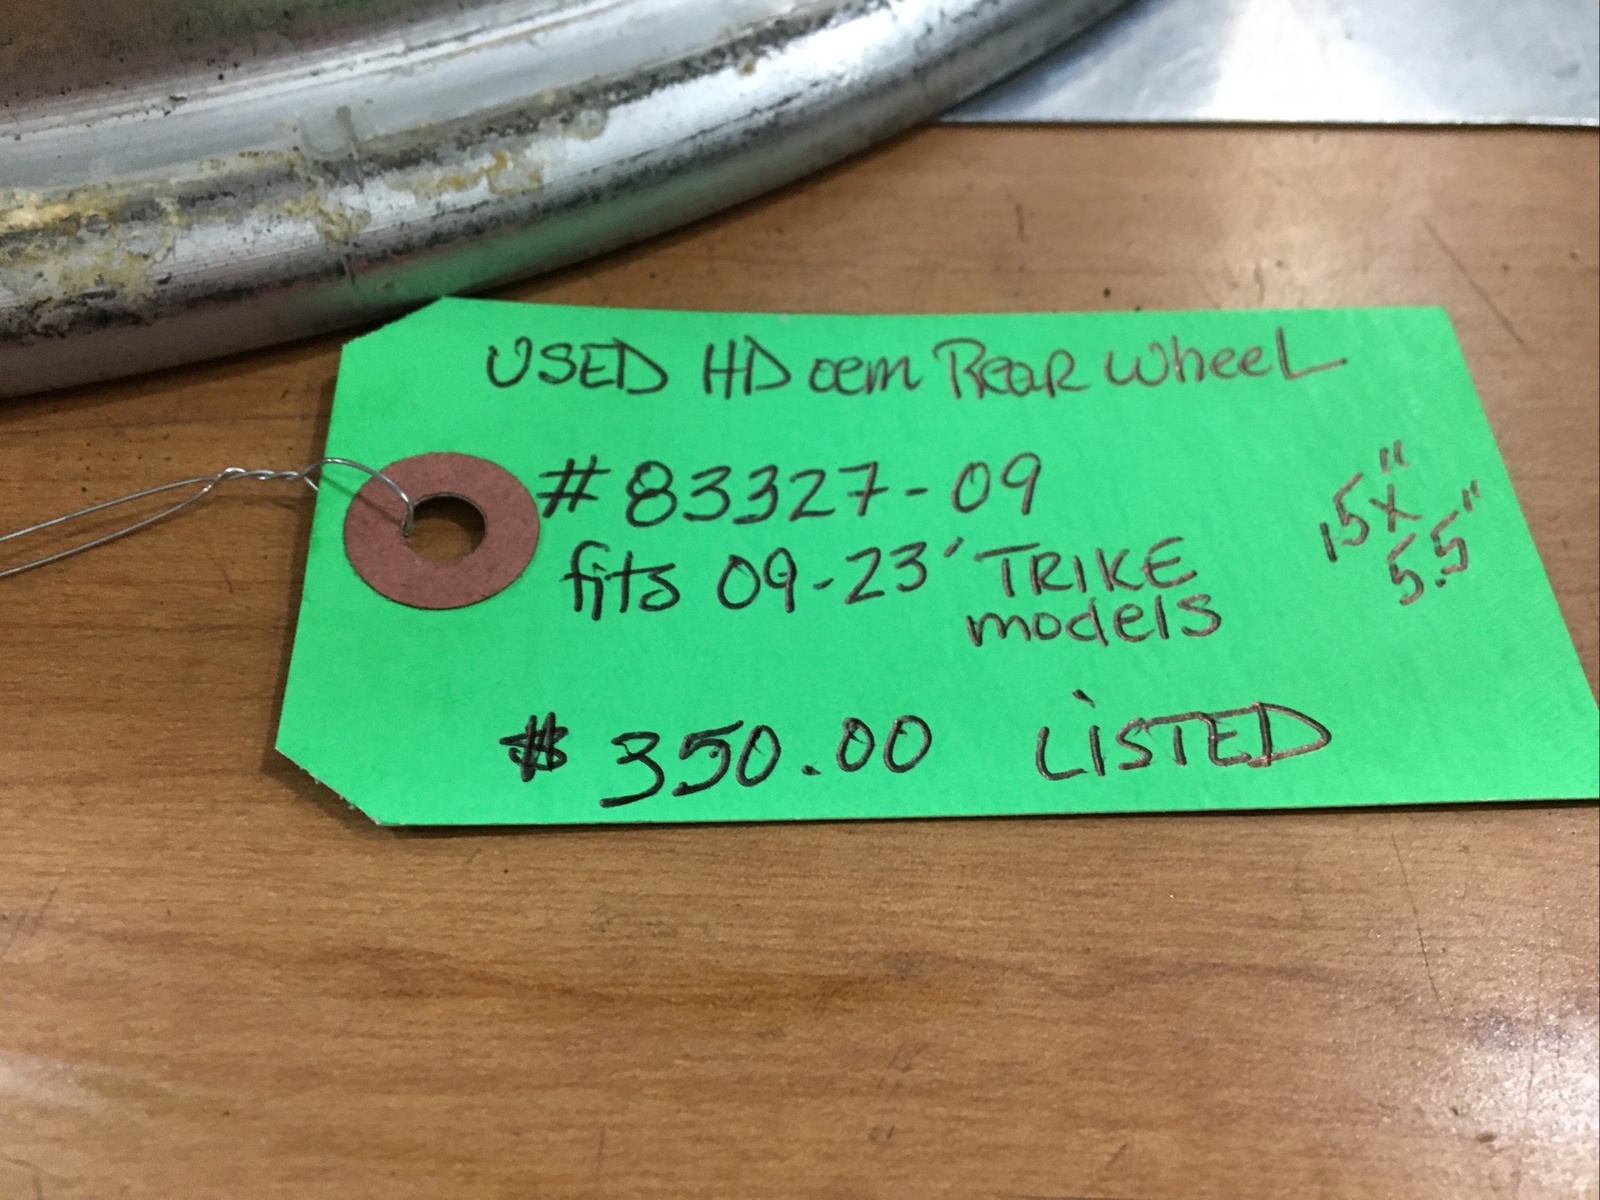 USED HD oem Rear Wheel
# 83327-09
fits 09-23' TRIKE
models
15" x
5.5"
$ 350.00 LISTED